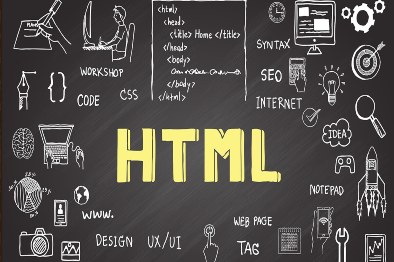 <html>
<head>
<title> Home </title>
</head>
<body>
</body>
</html>
SYNTAX
WORKSHOP
SEO
CODE
CSS
INTERNET
HTML
IDEA
NOTEPAD
WWW.
WEB PAGE
DESIGN
UX/UI
TAG